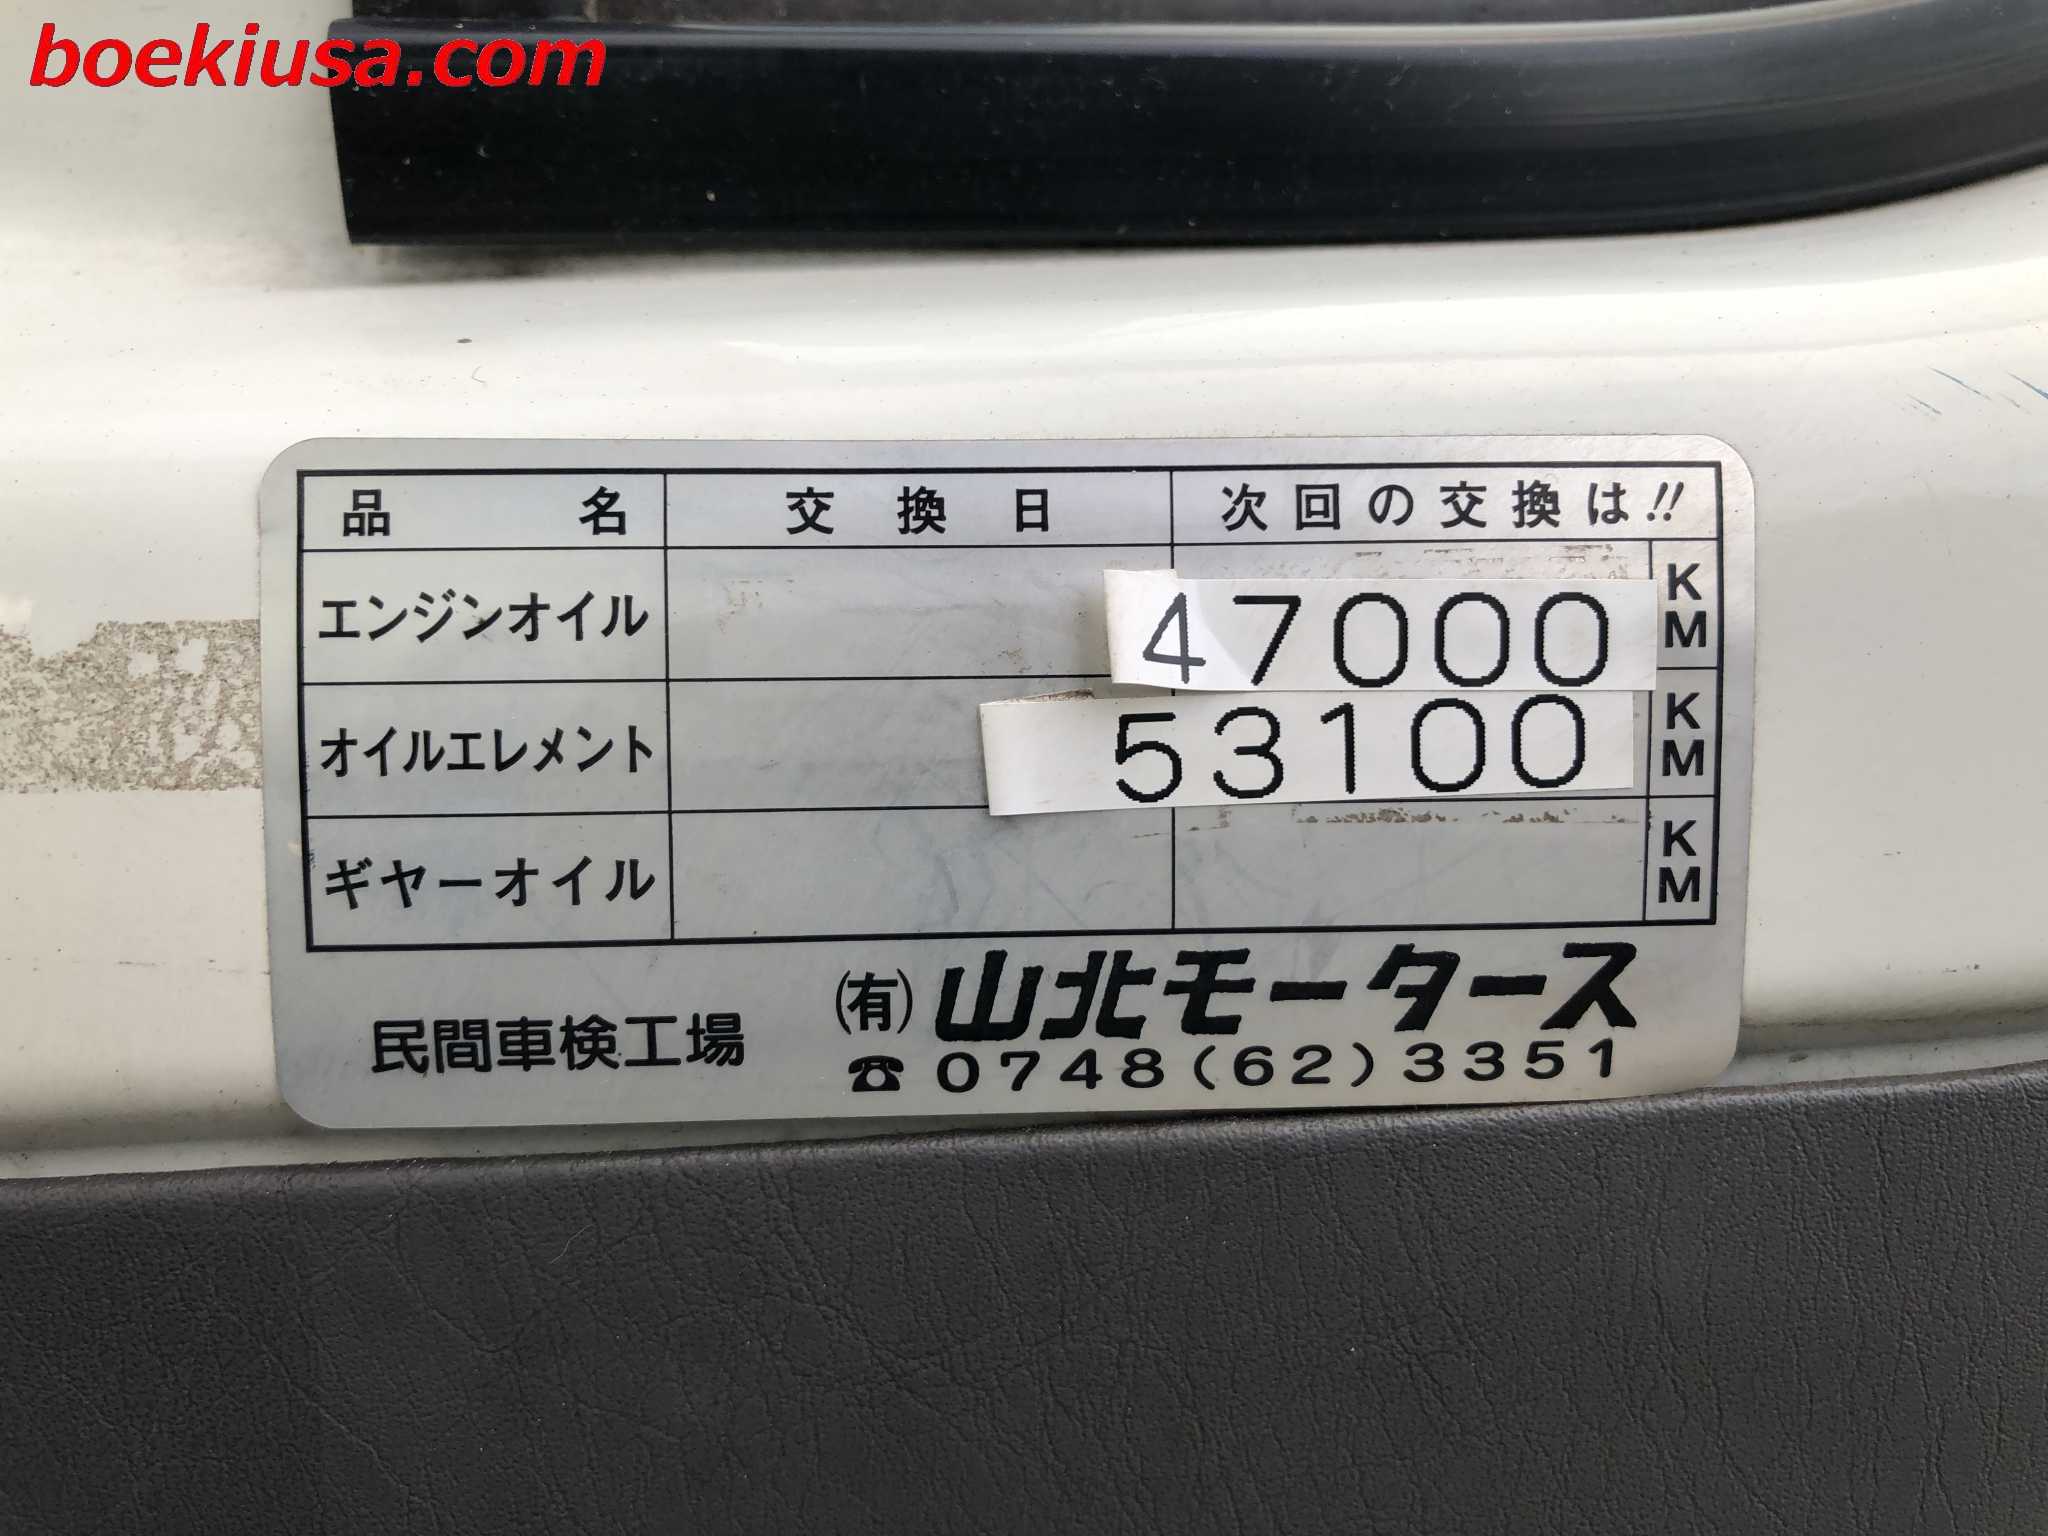 boekiusa.com
品名 交換日 次回の交換は!!
エンジンオイル 47000 KM
オイルエレメント 53100 KM
ギヤーオイル KM
民間車検工場 (有)山北モータース
☎0748(62)3351